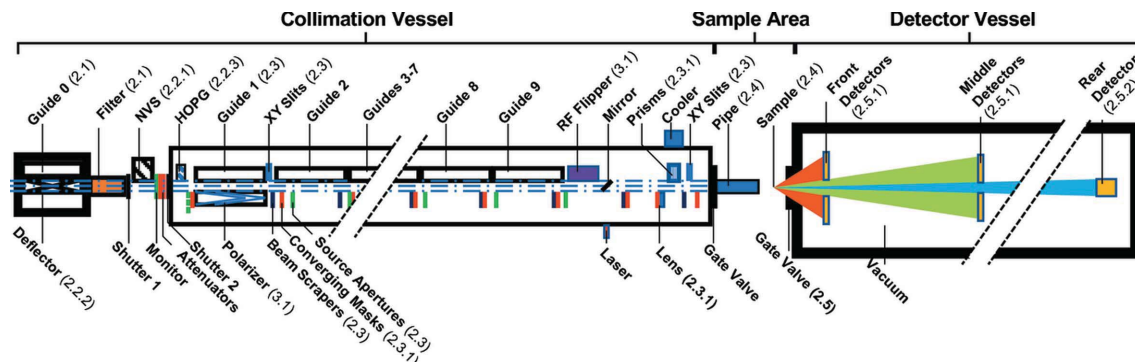 Collimation Vessel
Sample Area
Detector Vessel
Guide 0 (2.1)
Filter (2.1)
NVS (2.2.1)
HOPG (2.2.3)
Guide 1 (2.3)
XY Slits (2.3)
Guide 2
Guides 3-7
Guide 8
Guide 9
RF Flipper (3.1)
Mirror
Prisms (2.3.1)
Cooler
XY Slits (2.3)
Pipe (2.4)
Sample (2.4)
Front
Detectors
(2.5.1)
Middle
Detectors
(2.5.1)
Rear
Detector
(2.5.2)
Deflector (2.2.2)
Shutter 1
Monitor
Attenuators
Shutter 2
Polarizer (3.1)
Beam Scrapers (2.3)
Converging Masks (2.3.1)
Source Apertures (2.3)
Laser
Lens (2.3.1)
Gate Valve
Gate Valve (2.5)
Vacuum